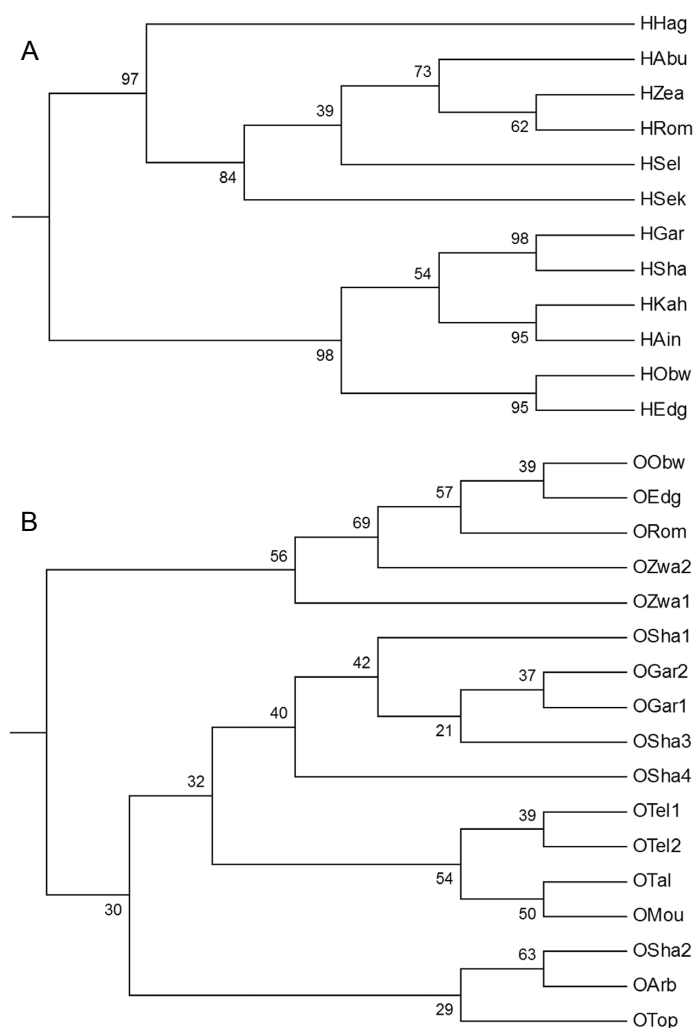 A
HHag
97
HAbu
73
HZea
39
62
HRom
HSel
84
HSek
98
HGar
54
HSha
HKah
98
95
HAin
HObw
95
HEdg
B
39
OObw
57
OEdg
69
ORom
56
OZwa2
OZwa1
42
OSha1
37
OGar2
40
21
OGar1
OSha3
32
OSha4
39
OTel1
54
OTel2
OTal
30
50
OMou
63
OSha2
29
OArb
OTop